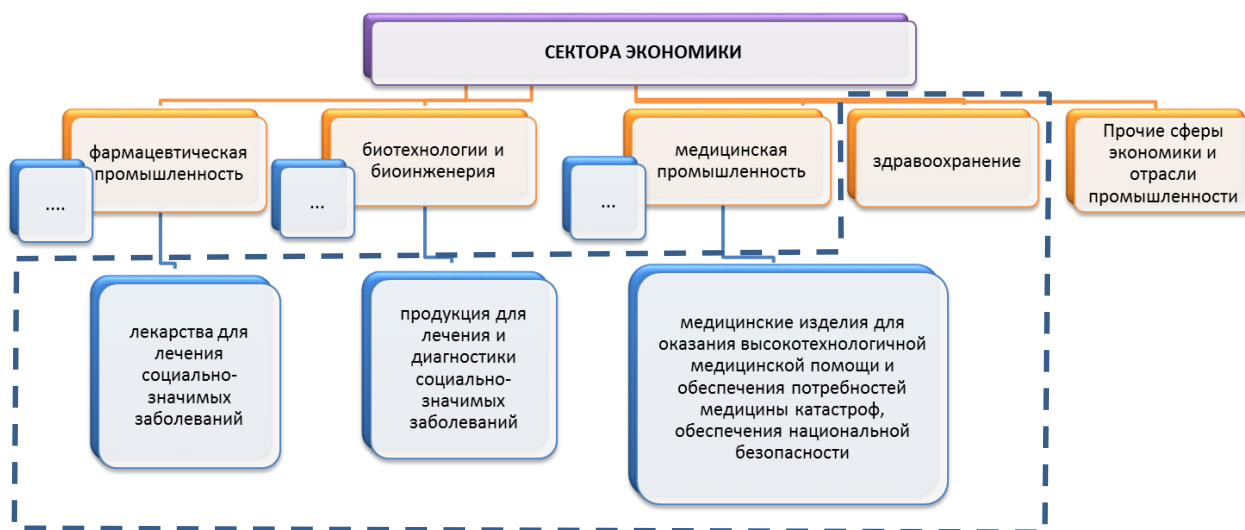 СЕКТОРА ЭКОНОМИКИ
фармацевтическая
промышленность
....
биотехнологии и
биоинженерия
...
медицинская
промышленность
...
здравоохранение
Прочие сферы
экономики и
отрасли
промышленности
лекарства для
лечения
социально-
значимых
заболеваний
продукция для
лечения и
диагностики
социально-
значимых
заболеваний
медицинские изделия для
оказания высокотехнологичной
медицинской помощи и
обеспечения потребностей
медицины катастроф,
обеспечения национальной
безопасности